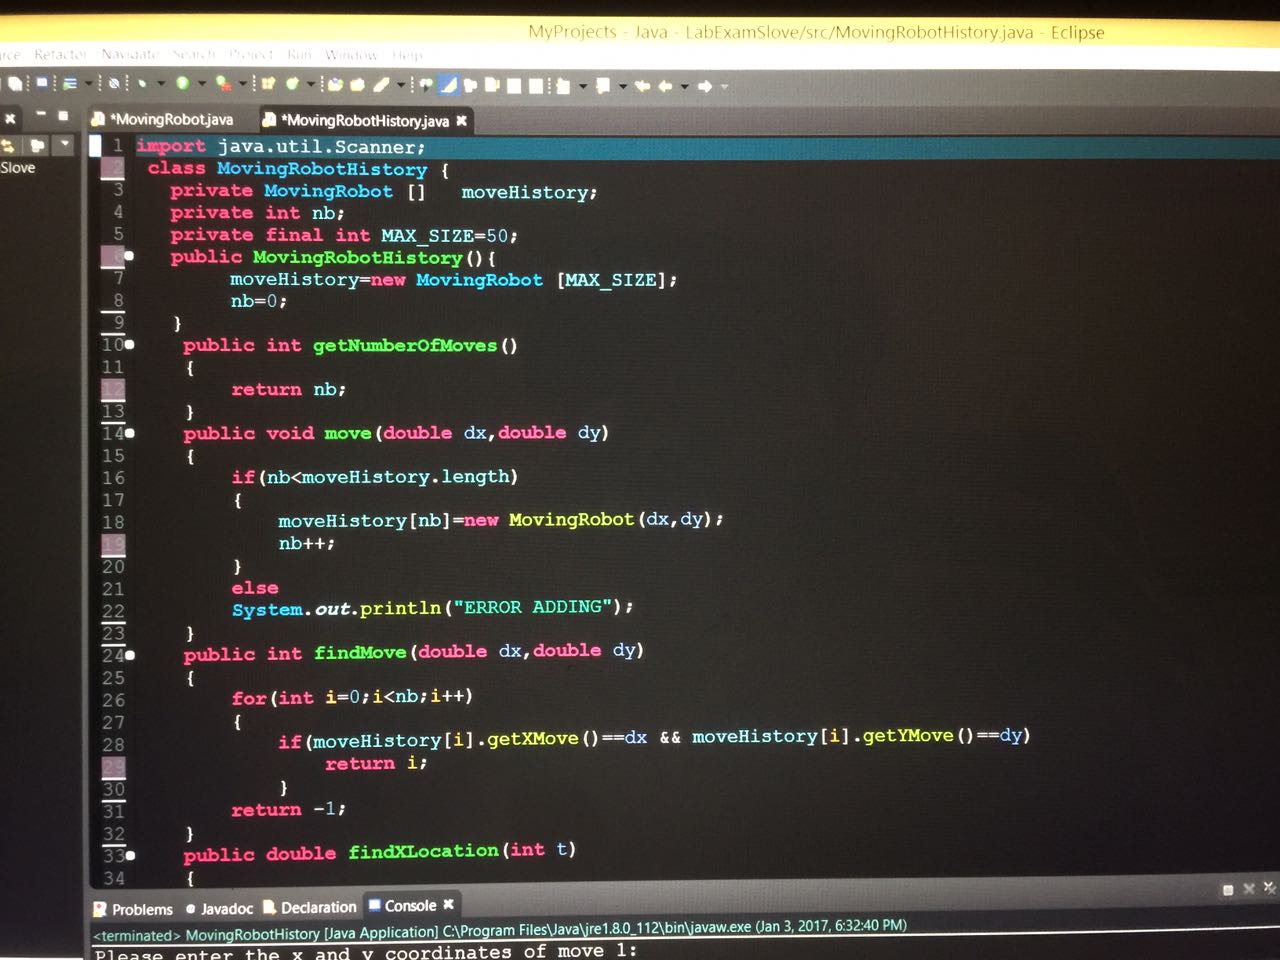 MyProjects - Java - LabExamSlove/src/MovingRobotHistory.java - Eclipse
Refactor Navigate Search Project Run Window Help
*MovingRobot.java *MovingRobotHistory.java
Slove
1 import java.util.Scanner;
2 class MovingRobotHistory {
3 private MovingRobot [] moveHistory;
4 private int nb;
5 private final int MAX_SIZE=50;
6 public MovingRobotHistory(){
7 moveHistory=new MovingRobot [MAX_SIZE];
8 nb=0;
9 }
10 public int getNumberOfMoves()
11 {
12 return nb;
13 }
14 public void move(double dx,double dy)
15 {
16 if(nb<moveHistory.length)
17 {
18 moveHistory[nb]=new MovingRobot(dx,dy);
19 nb++;
20 }
21 else
22 System.out.println("ERROR ADDING");
23 }
24 public int findMove(double dx,double dy)
25 {
26 for(int i=0;i<nb;i++)
27 {
28 if(moveHistory[i].getXMove()==dx && moveHistory[i].getYMove()==dy)
29 return i;
30 }
31 return -1;
32 }
33 public double findXLocation(int t)
34 {
Problems Javadoc Declaration Console
<terminated> MovingRobotHistory [Java Application] C:\Program Files\Java\jre1.8.0_112\bin\javaw.exe (Jan 3, 2017, 6:32:40 PM)
Please enter the x and y coordinates of move 1: